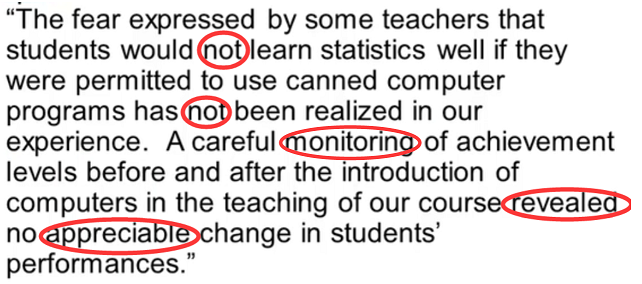 “The fear expressed by some teachers that
students would not learn statistics well if they
were permitted to use canned computer
programs has not been realized in our
experience.  A careful monitoring of achievement
levels before and after the introduction of
computers in the teaching of our course revealed
no appreciable change in students’
performances.”